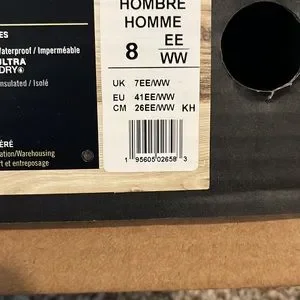 HOMBRE
HOMME
8 EE
WW
UK 7EE/WW
EU 41EE/WW
CM 26EE/WW KH
1 95605 02658 3
ES
Waterproof / Imperméable
ULTRA
DRY
Insulated / Isolé
ÉRÉ
ation/Warehousing
rt et entreposage